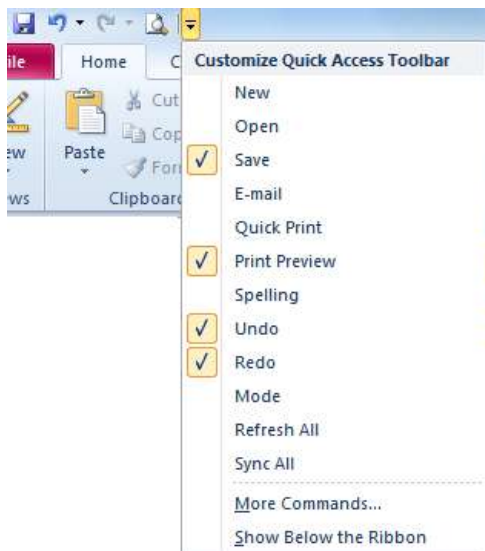 ile
Home
C
Customize Quick Access Toolbar
ew
Paste
Cut
Cop
For
ws
Clipboard
New
Open
Save
E-mail
Quick Print
Print Preview
Spelling
Undo
Redo
Mode
Refresh All
Sync All
More Commands...
Show Below the Ribbon